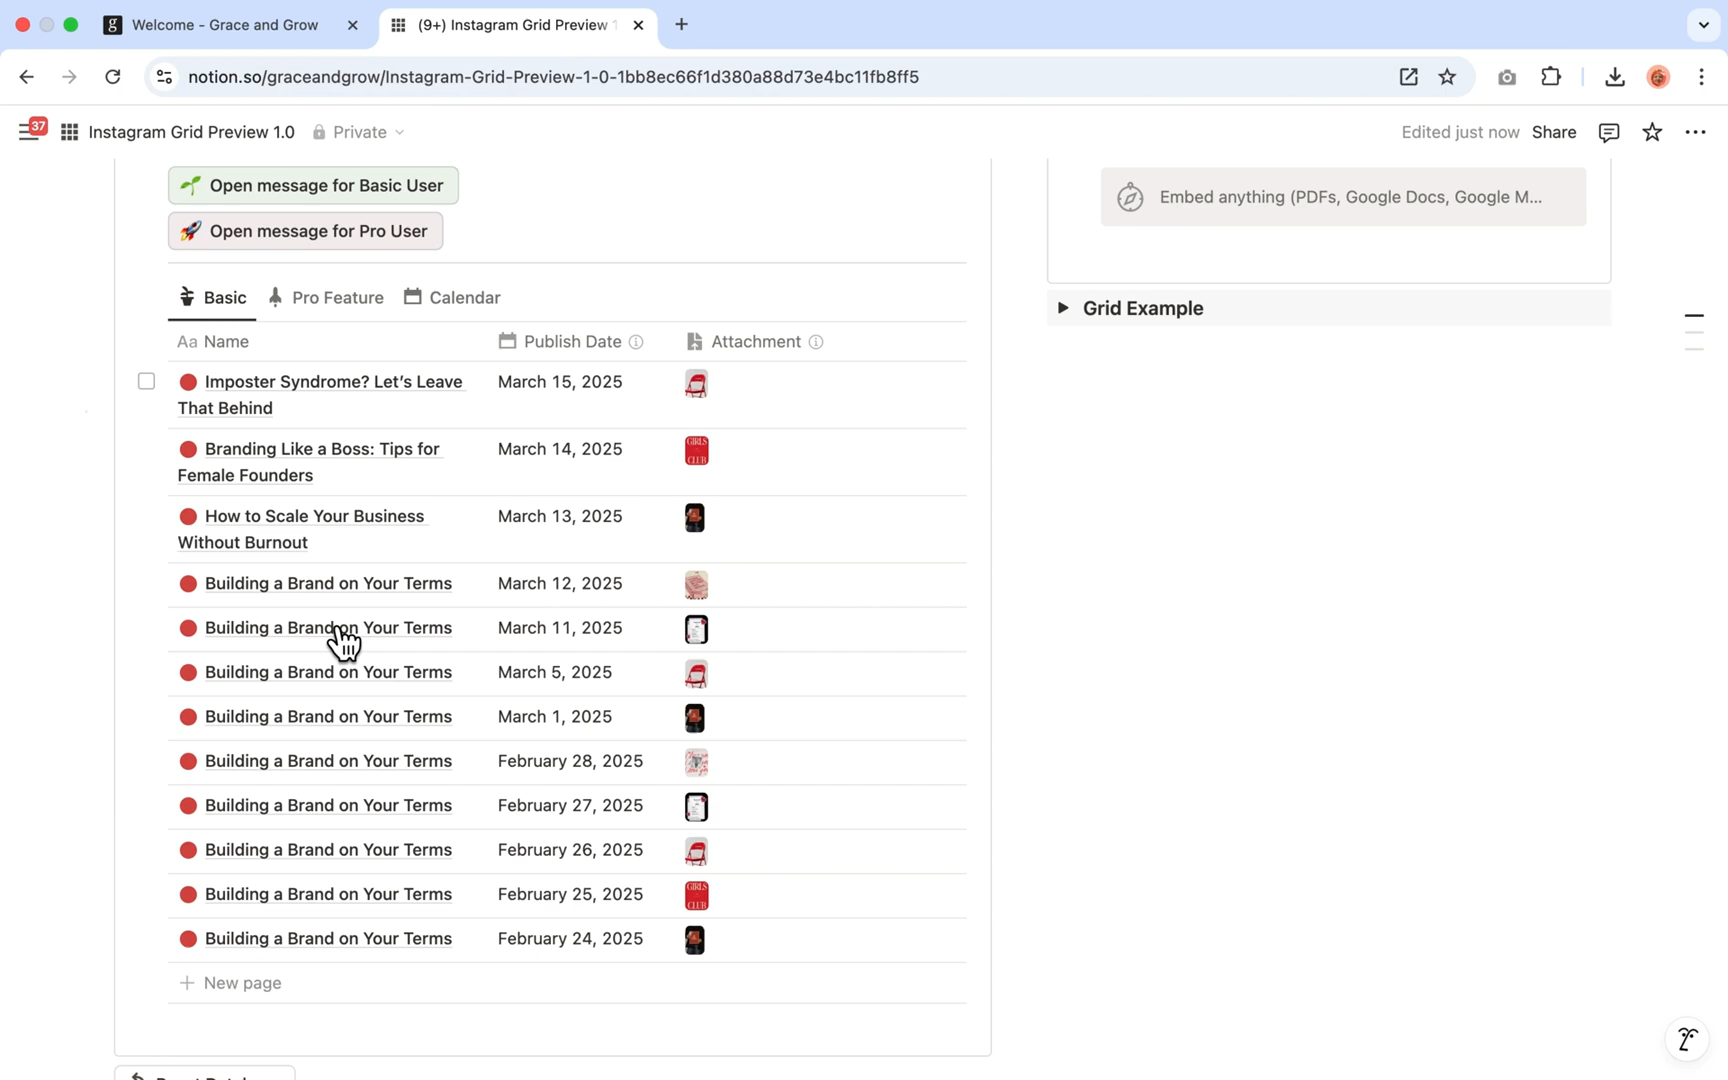 Welcome - Grace and Grow
(9+) Instagram Grid Preview 1
notion.so/graceandgrow/Instagram-Grid-Preview-1-0-1bb8ec66f1d380a88d73e4bc11fb8ff5
37
Instagram Grid Preview 1.0
Private
Edited just now
Share
Open message for Basic User
Open message for Pro User
Basic
Pro Feature
Calendar
Aa Name
Publish Date
Attachment
Imposter Syndrome? Let's Leave
That Behind
March 15, 2025
Branding Like a Boss: Tips for
Female Founders
March 14, 2025
GIRLS
CLUB
How to Scale Your Business
Without Burnout
March 13, 2025
Building a Brand on Your Terms
March 12, 2025
Building a Brand on Your Terms
March 11, 2025
Building a Brand on Your Terms
March 5, 2025
Building a Brand on Your Terms
March 1, 2025
Building a Brand on Your Terms
February 28, 2025
Building a Brand on Your Terms
February 27, 2025
Building a Brand on Your Terms
February 26, 2025
Building a Brand on Your Terms
February 25, 2025
GIRLS
CLUB
Building a Brand on Your Terms
February 24, 2025
New page
Embed anything (PDFs, Google Docs, Google M...
Grid Example